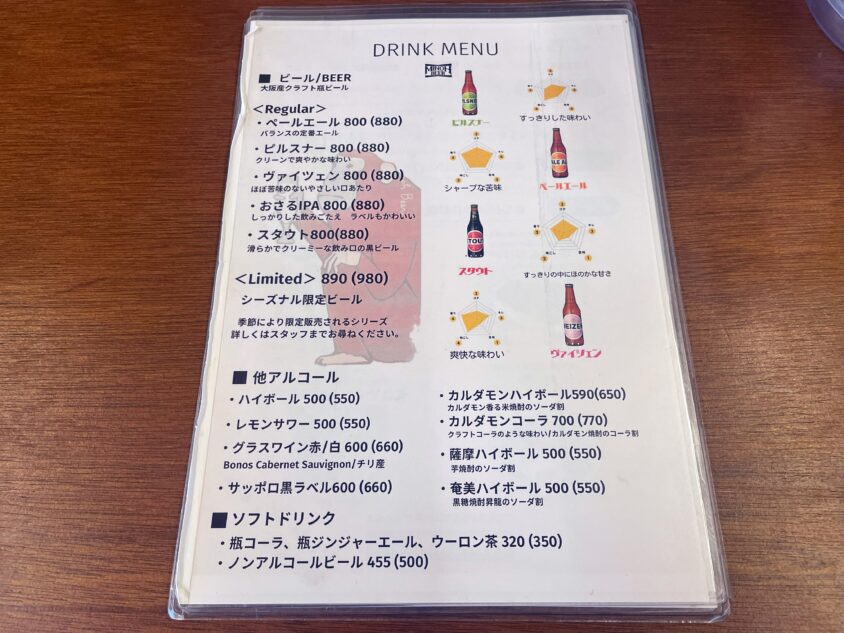 DRINK MENU
■ ビール/BEER
大阪産クラフト瓶ビール
＜Regular＞
・ペールエール 800 (880)
バランスの定番エール
・ピルスナー 800 (880)
クリーンで爽やかな味わい
・ヴァイツェン 800 (880)
ほぼ苦味のないやさしい口あたり
・おさるIPA 800 (880)
しっかりした飲みごたえ ラベルもかわいい
・スタウト800(880)
滑らかでクリーミーな飲み口の黒ビール
＜Limited＞ 890 (980)
シーズナル限定ビール
季節により限定販売されるシリーズ
詳しくはスタッフまでお尋ねください。
MINOH
ピルスナー
すっきりした味わい
シャープな苦味
ペールエール
スタウト
すっきりの中にほのかな甘さ
爽快な味わい
ヴァイツェン
■ 他アルコール
・ハイボール 500 (550)
・レモンサワー 500 (550)
・グラスワイン赤/白 600 (660)
Bonos Cabernet Sauvignon/チリ産
・サッポロ黒ラベル600 (660)
・カルダモンハイボール590(650)
カルダモン香る米焼酎のソーダ割
・カルダモンコーラ 700 (770)
クラフトコーラのような味わい/カルダモン焼酎のコーラ割
・薩摩ハイボール 500 (550)
芋焼酎のソーダ割
・奄美ハイボール 500 (550)
黒糖焼酎昇龍のソーダ割
■ ソフトドリンク
・瓶コーラ、瓶ジンジャーエール、ウーロン茶 320 (350)
・ノンアルコールビール 455 (500)